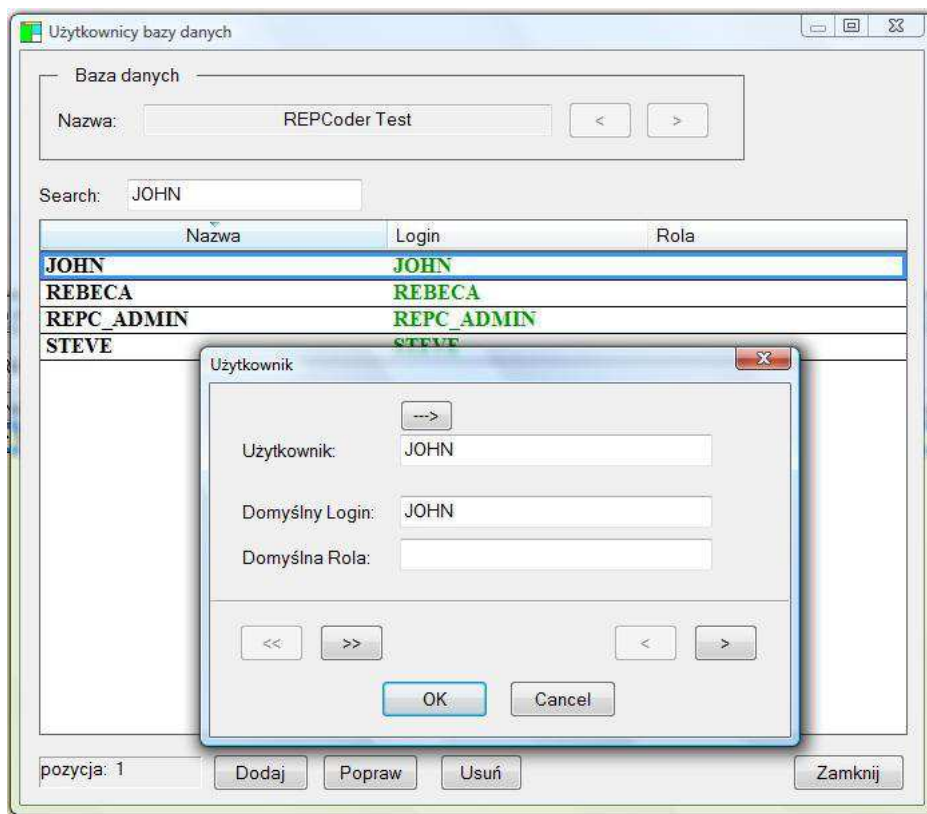 Użytkownicy bazy danych
Baza danych
Nazwa: REPCoder Test < >
Search: JOHN
Nazwa Login Rola
JOHN JOHN
REBECA REBECA
REPC_ADMIN REPC_ADMIN
STEVE STEVE
Użytkownik
--->
Użytkownik: JOHN
Domyślny Login: JOHN
Domyślna Rola:
<< >> < >
OK Cancel
pozycja: 1 Dodaj Popraw Usuń Zamknij